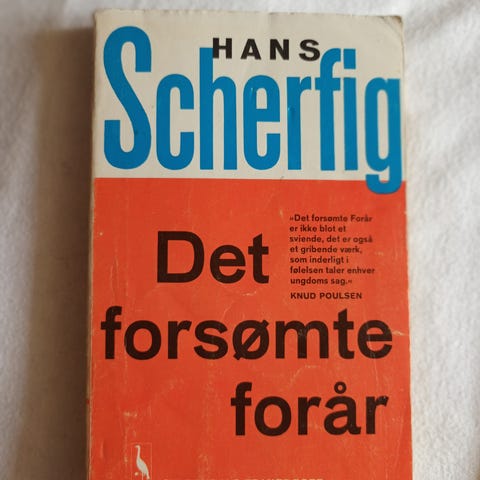 HANS
Scherfig
»Det forsømte Forår
er ikke blot et
sviende, det er også
et gribende værk,
som inderligt i
følelsen taler enhver
ungdoms sag.«
KNUD POULSEN
Det
forsømte
forår